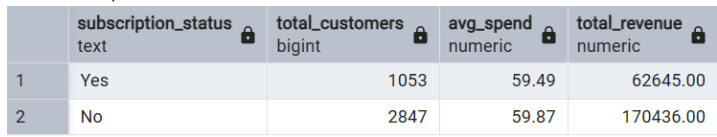 subscription_status total_customers avg_spend total_revenue
text bigint numeric numeric
1 Yes 1053 59.49 62645.00
2 No 2847 59.87 170436.00